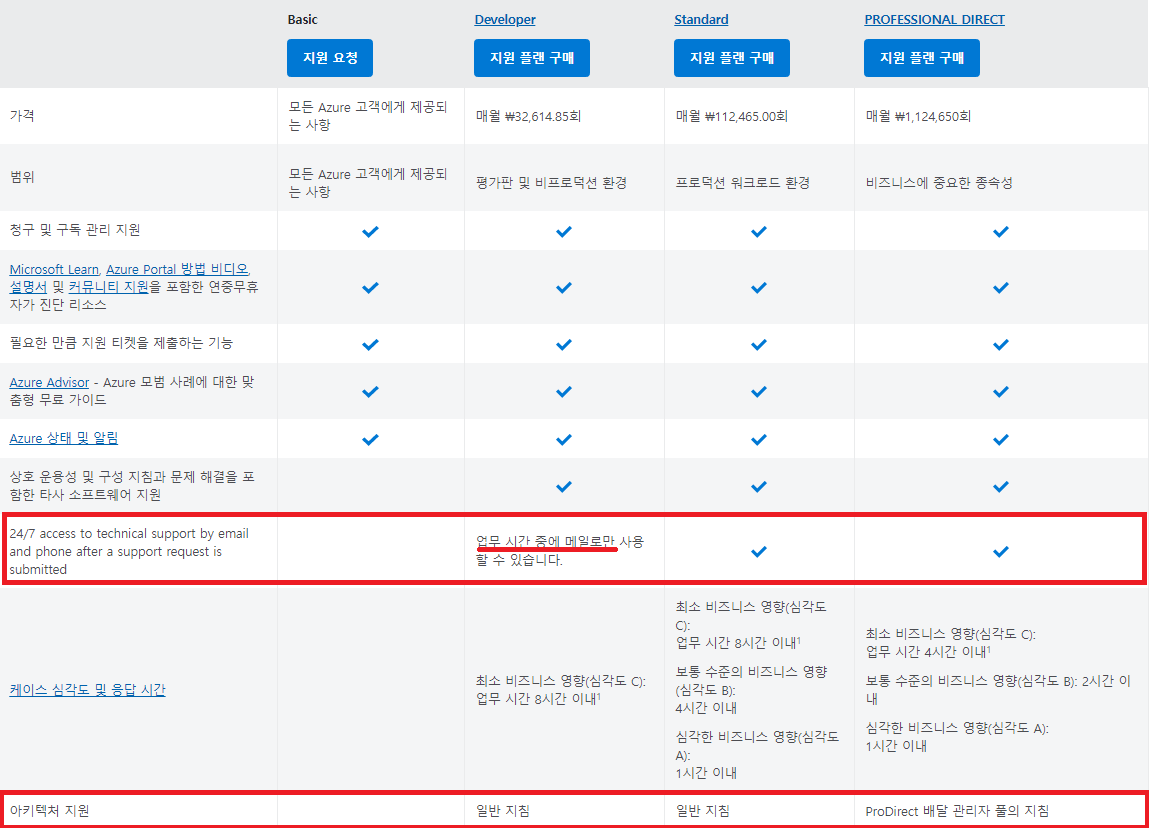 Basic
Developer
Standard
PROFESSIONAL DIRECT
지원 요청
지원 플랜 구매
지원 플랜 구매
지원 플랜 구매
가격
모든 Azure 고객에게 제공되
는 사항
매월 ₩32,614.85회
매월 ₩112,465.00회
매월 ₩1,124,650회
범위
모든 Azure 고객에게 제공되
는 사항
평가판 및 비프로덕션 환경
프로덕션 워크로드 환경
비즈니스에 중요한 종속성
청구 및 구독 관리 지원
Microsoft Learn, Azure Portal 방법 비디오,
설명서 및 커뮤니티 지원을 포함한 연중무휴
자가 진단 리소스
필요한 만큼 지원 티켓을 제출하는 기능
Azure Advisor - Azure 모범 사례에 대한 맞
춤형 무료 가이드
Azure 상태 및 알림
상호 운용성 및 구성 지침과 문제 해결을 포
함한 타사 소프트웨어 지원
24/7 access to technical support by email
and phone after a support request is
submitted
업무 시간 중에 메일로만 사용
할 수 있습니다.
케이스 심각도 및 응답 시간
최소 비즈니스 영향(심각도 C):
업무 시간 8시간 이내¹
최소 비즈니스 영향(심각도
C):
업무 시간 8시간 이내¹
보통 수준의 비즈니스 영향
(심각도 B):
4시간 이내
심각한 비즈니스 영향(심각도
A):
1시간 이내
최소 비즈니스 영향(심각도 C):
업무 시간 4시간 이내¹
보통 수준의 비즈니스 영향(심각도 B): 2시간 이
내
심각한 비즈니스 영향(심각도 A):
1시간 이내
아키텍처 지원
일반 지침
일반 지침
ProDirect 배달 관리자 풀의 지침